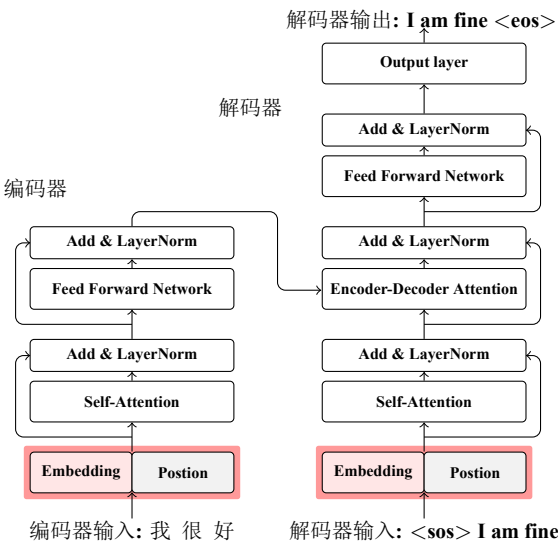 解码器输出: I am fine <eos>
Output layer
解码器
Add & LayerNorm
Feed Forward Network
编码器
Add & LayerNorm
Add & LayerNorm
Feed Forward Network
Encoder-Decoder Attention
Add & LayerNorm
Add & LayerNorm
Self-Attention
Self-Attention
Embedding
Postion
Embedding
Postion
编码器输入: 我 很 好
解码器输入: <sos> I am fine